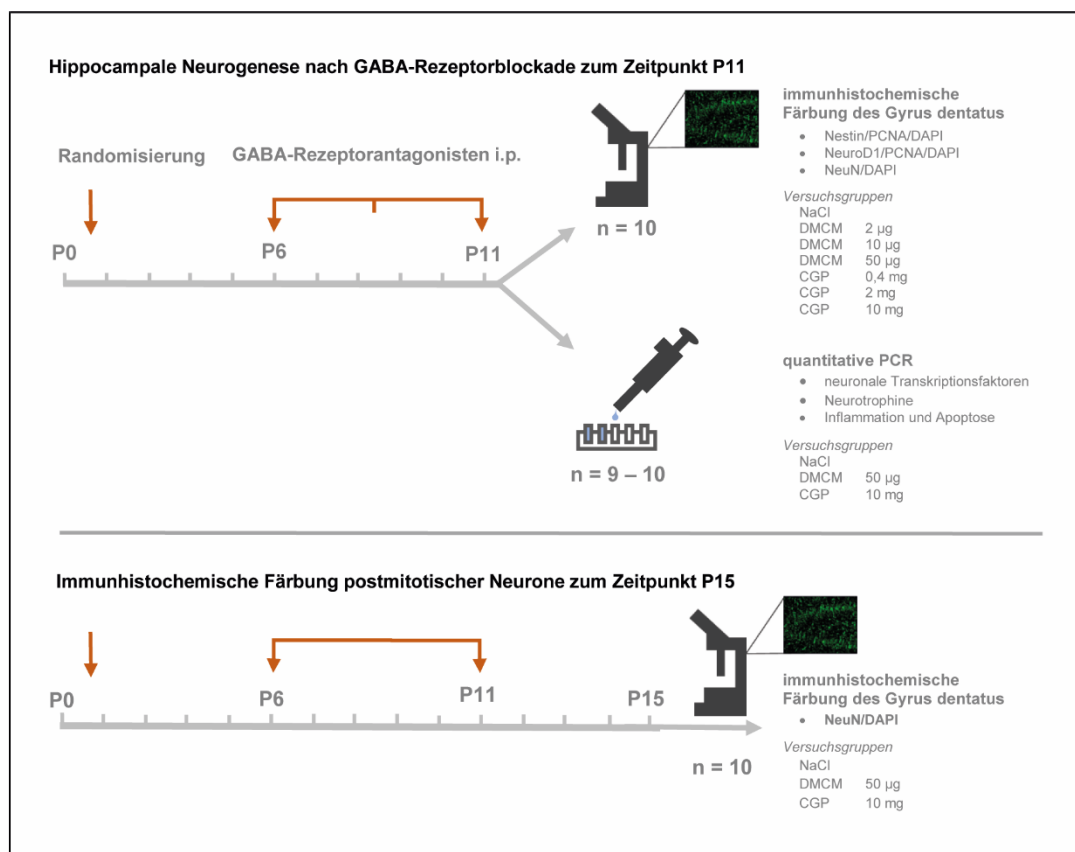 Hippocampale Neurogenese nach GABA-Rezeptorblockade zum Zeitpunkt P11
Randomisierung
GABA-Rezeptorantagonisten i.p.
P0
P6
P11
n = 10
immunhistochemische
Färbung des Gyrus dentatus
• Nestin/PCNA/DAPI
• NeuroD1/PCNA/DAPI
• NeuN/DAPI
Versuchsgruppen
NaCl
DMCM 2 µg
DMCM 10 µg
DMCM 50 µg
CGP 0,4 mg
CGP 2 mg
CGP 10 mg
n = 9 – 10
quantitative PCR
• neuronale Transkriptionsfaktoren
• Neurotrophine
• Inflammation und Apoptose
Versuchsgruppen
NaCl
DMCM 50 µg
CGP 10 mg
Immunhistochemische Färbung postmitotischer Neurone zum Zeitpunkt P15
P0
P6
P11
P15
n = 10
immunhistochemische
Färbung des Gyrus dentatus
• NeuN/DAPI
Versuchsgruppen
NaCl
DMCM 50 µg
CGP 10 mg